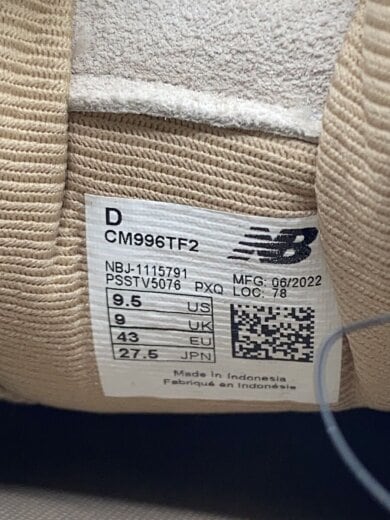 D
CM996TF2
NB
NBJ-1115791
PSSTV5076 PXQ
MFG: 06/2022
LOC: 78
9.5 US
9 UK
43 EU
27.5 JPN
Made in Indonesia
Fabriqué en Indonésie